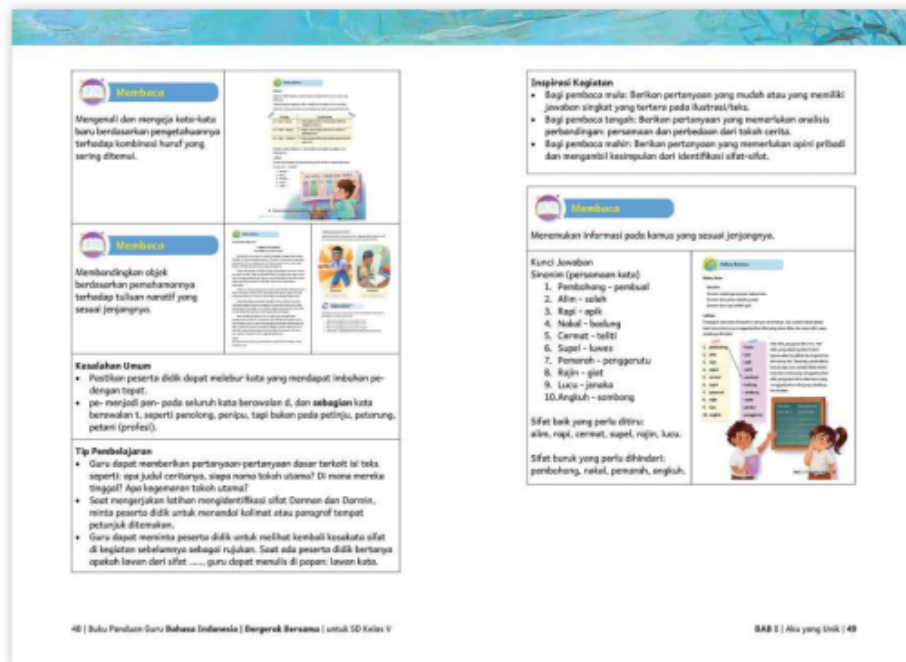 Membaca
Mengenali dan mengeja kata-kata
baru berdasarkan pengetahuannya
terhadap kombinasi huruf yang
sering ditemui.
Membaca
Membandingkan objek
berdasarkan pemahamannya
terhadap tulisan naratif yang
sesuai jenjangnya.
Kesalahan Umum
• Pastikan peserta didik dapat melebur kata yang mendapat imbuhan pe-
dengan tepat.
• pe- menjadi pen- pada seluruh kata berawalan d, dan sebagian kata
berawalan t, seperti penolong, penipu, tapi bukan pada petinju, petarung,
petani (profesi).
Tip Pembelajaran
• Guru dapat memberikan pertanyaan-pertanyaan dasar terkait isi teks
seperti: apa judul ceritanya, siapa nama tokoh utama? Di mana mereka
tinggal? Apa kegemaran tokoh utama?
• Saat mengerjakan latihan mengidentifikasi sifat Darman dan Darmin,
minta peserta didik untuk menandai kalimat atau paragraf tempat
petunjuk ditemukan.
• Guru dapat meminta peserta didik untuk melihat kembali kosakata sifat
di kegiatan sebelumnya sebagai rujukan. Saat ada peserta didik bertanya
apakah lawan dari sifat ....., guru dapat menulis di papan: lawan kata.
48 | Buku Panduan Guru Bahasa Indonesia | Bergerak Bersama | untuk SD Kelas V
Inspirasi Kegiatan
• Bagi pembaca mula: Berikan pertanyaan yang mudah atau yang memiliki
jawaban singkat yang tertera pada ilustrasi/teks.
• Bagi pembaca tengah: Berikan pertanyaan yang memerlukan analisis
perbandingan: persamaan dan perbedaan dari tokoh cerita.
• Bagi pembaca mahir: Berikan pertanyaan yang memerlukan opini pribadi
dan mengambil kesimpulan dari identifikasi sifat-sifat.
Membaca
Menemukan informasi pada kamus yang sesuai jenjangnya.
Kunci Jawaban
Sinonim (persamaan kata)
1. Pembohong – pembual
2. Alim – saleh
3. Rapi – apik
4. Nakal – badung
5. Cermat – teliti
6. Supel – luwes
7. Pemarah – penggerutu
8. Rajin – giat
9. Lucu – jenaka
10. Angkuh – sombong
Sifat baik yang perlu ditiru:
alim, rapi, cermat, supel, rajin, lucu.
Sifat buruk yang perlu dihindari:
pembohong, nakal, pemarah, angkuh.
BAB II | Aku yang Unik | 49